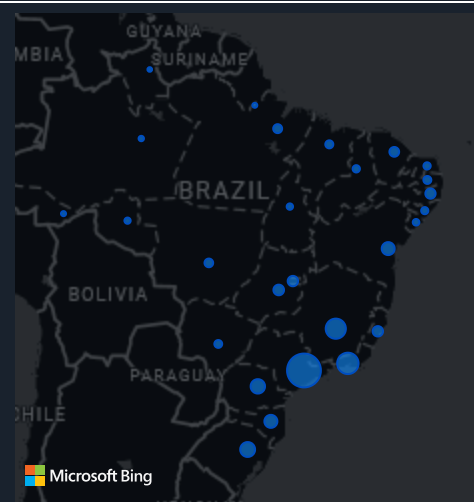 GUYANA
MBIA
SURINAME
BRAZIL
BOLIVIA
PARAGUAY
CHILE
Microsoft Bing